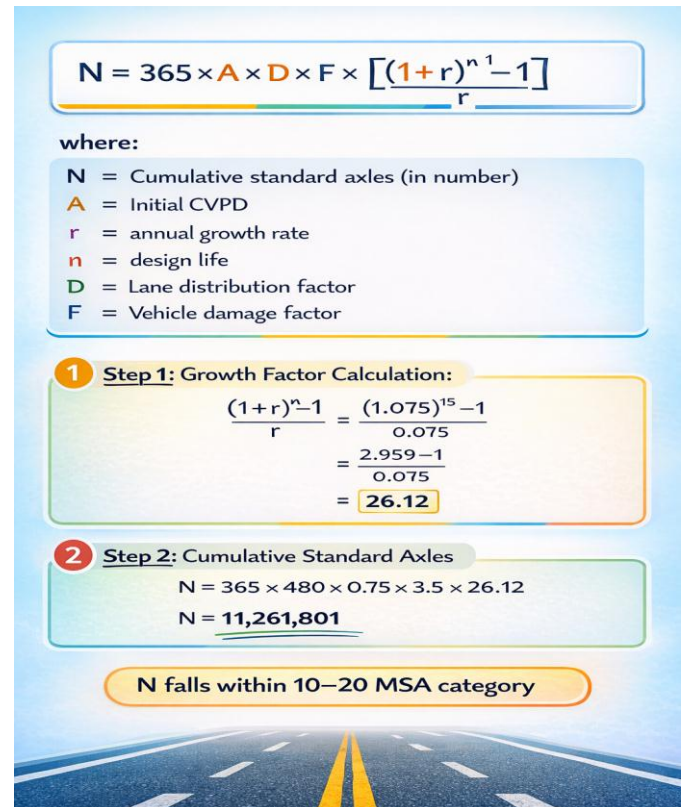 N = 365 × A × D × F × [((1+r)^n 1 − 1)/r]
where:
N = Cumulative standard axles (in number)
A = Initial CVPD
r = annual growth rate
n = design life
D = Lane distribution factor
F = Vehicle damage factor
1 Step 1: Growth Factor Calculation:
((1+r)^n−1)/r = ((1.075)^15 −1)/0.075
= (2.959−1)/0.075
= 26.12
2 Step 2: Cumulative Standard Axles
N = 365 × 480 × 0.75 × 3.5 × 26.12
N = 11,261,801
N falls within 10–20 MSA category